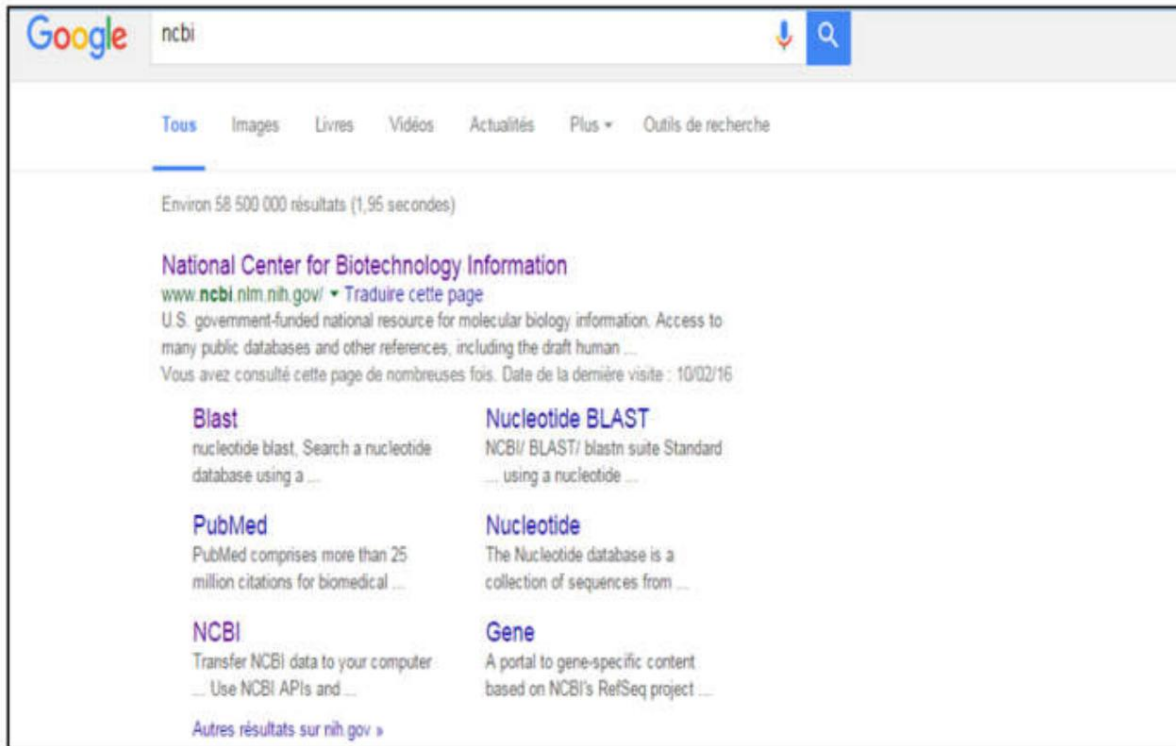 Google ncbi
Tous Images Livres Vidéos Actualités Plus Outils de recherche
Environ 58 500 000 résultats (1,95 secondes)
National Center for Biotechnology Information
www.ncbi.nlm.nih.gov/ Traduire cette page
U.S. government-funded national resource for molecular biology information. Access to
many public databases and other references, including the draft human ...
Vous avez consulté cette page de nombreuses fois. Date de la dernière visite : 10/02/16
Blast
nucleotide blast, Search a nucleotide
database using a ...
Nucleotide BLAST
NCBI/ BLAST/ blastn suite Standard
... using a nucleotide ...
PubMed
PubMed comprises more than 25
million citations for biomedical ...
Nucleotide
The Nucleotide database is a
collection of sequences from ...
NCBI
Transfer NCBI data to your computer
... Use NCBI APIs and ...
Gene
A portal to gene-specific content
based on NCBI's RefSeq project ...
Autres résultats sur nih.gov »